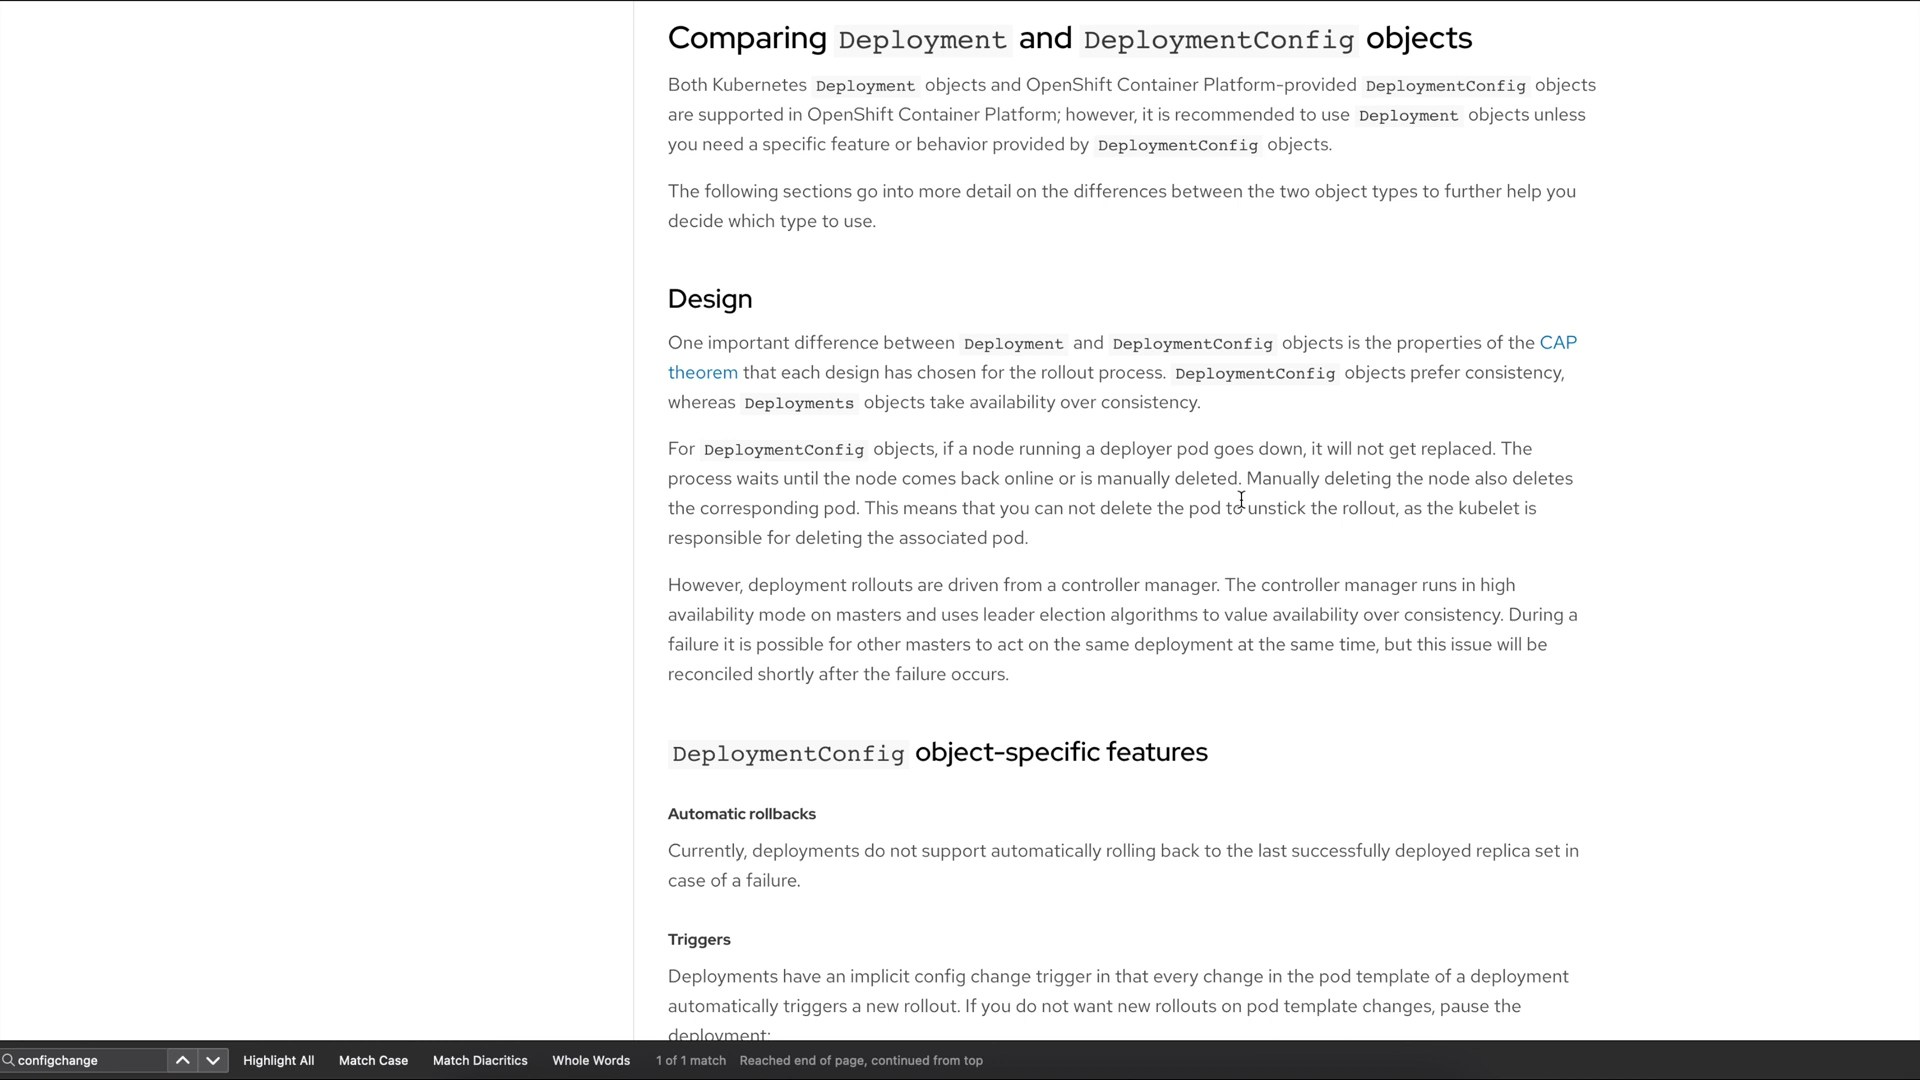 Comparing Deployment and DeploymentConfig objects
Both Kubernetes Deployment objects and OpenShift Container Platform-provided DeploymentConfig objects
are supported in OpenShift Container Platform; however, it is recommended to use Deployment objects unless
you need a specific feature or behavior provided by DeploymentConfig objects.
The following sections go into more detail on the differences between the two object types to further help you
decide which type to use.
Design
One important difference between Deployment and DeploymentConfig objects is the properties of the CAP
theorem that each design has chosen for the rollout process. DeploymentConfig objects prefer consistency,
whereas Deployments objects take availability over consistency.
For DeploymentConfig objects, if a node running a deployer pod goes down, it will not get replaced. The
process waits until the node comes back online or is manually deleted. Manually deleting the node also deletes
the corresponding pod. This means that you can not delete the pod to unstick the rollout, as the kubelet is
responsible for deleting the associated pod.
However, deployment rollouts are driven from a controller manager. The controller manager runs in high
availability mode on masters and uses leader election algorithms to value availability over consistency. During a
failure it is possible for other masters to act on the same deployment at the same time, but this issue will be
reconciled shortly after the failure occurs.
DeploymentConfig object-specific features
Automatic rollbacks
Currently, deployments do not support automatically rolling back to the last successfully deployed replica set in
case of a failure.
Triggers
Deployments have an implicit config change trigger in that every change in the pod template of a deployment
automatically triggers a new rollout. If you do not want new rollouts on pod template changes, pause the
deployment:
configchange Highlight All Match Case Match Diacritics Whole Words 1 of 1 match Reached end of page, continued from top